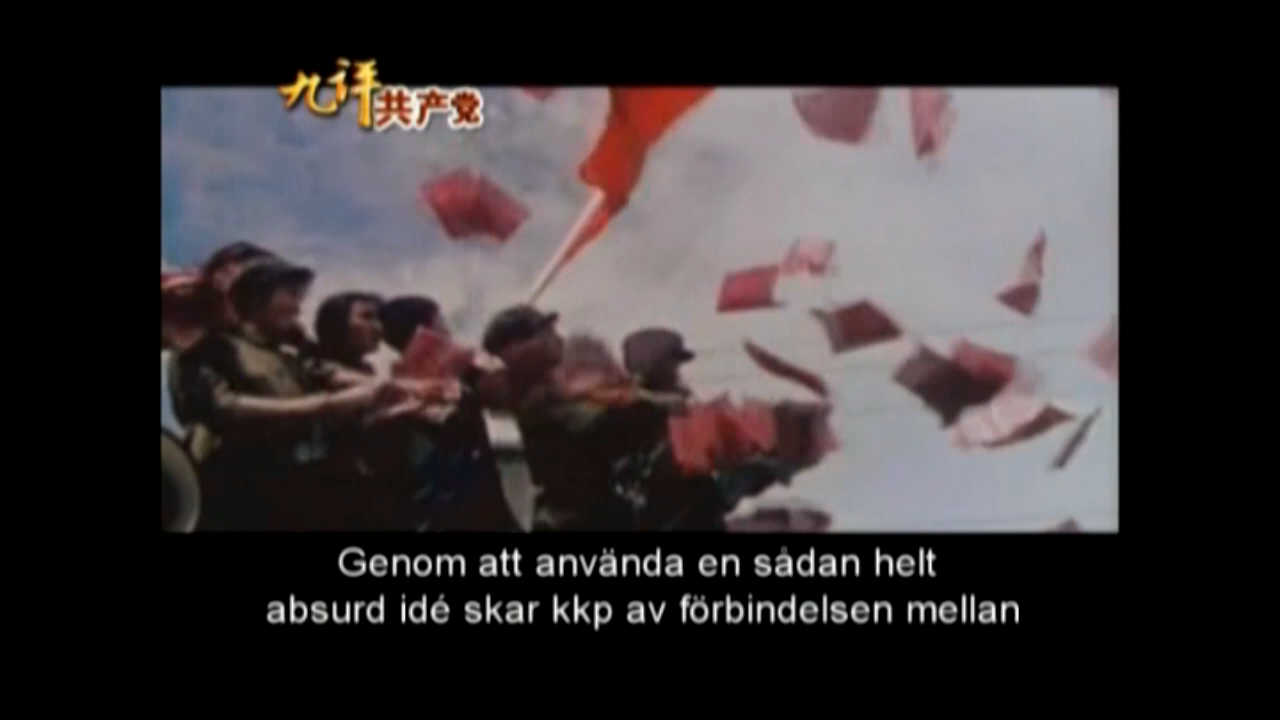 九评共产党
Genom att använda en sådan helt
absurd idé skar kkp av förbindelsen mellan